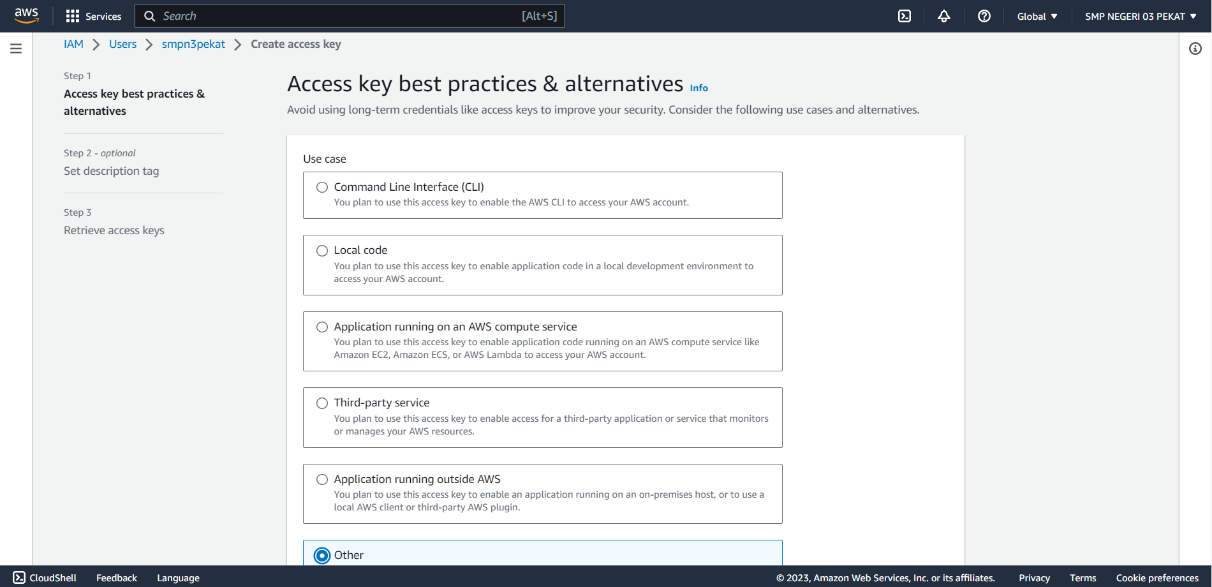 aws
Services
Search
[Alt+S]
Global
SMP NEGERI 03 PEKAT
IAM
Users
smpn3pekat
Create access key
Step 1
Access key best practices &
alternatives
Step 2 - optional
Set description tag
Step 3
Retrieve access keys
Access key best practices & alternatives Info
Avoid using long-term credentials like access keys to improve your security. Consider the following use cases and alternatives.
Use case
Command Line Interface (CLI)
You plan to use this access key to enable the AWS CLI to access your AWS account.
Local code
You plan to use this access key to enable application code in a local development environment to
access your AWS account.
Application running on an AWS compute service
You plan to use this access key to enable application code running on an AWS compute service like
Amazon EC2, Amazon ECS, or AWS Lambda to access your AWS account.
Third-party service
You plan to use this access key to enable access for a third-party application or service that monitors
or manages your AWS resources.
Application running outside AWS
You plan to use this access key to enable an application running on an on-premises host, or to use a
local AWS client or third-party AWS plugin.
Other
CloudShell
Feedback
Language
© 2023, Amazon Web Services, Inc. or its affiliates.
Privacy
Terms
Cookie preferences